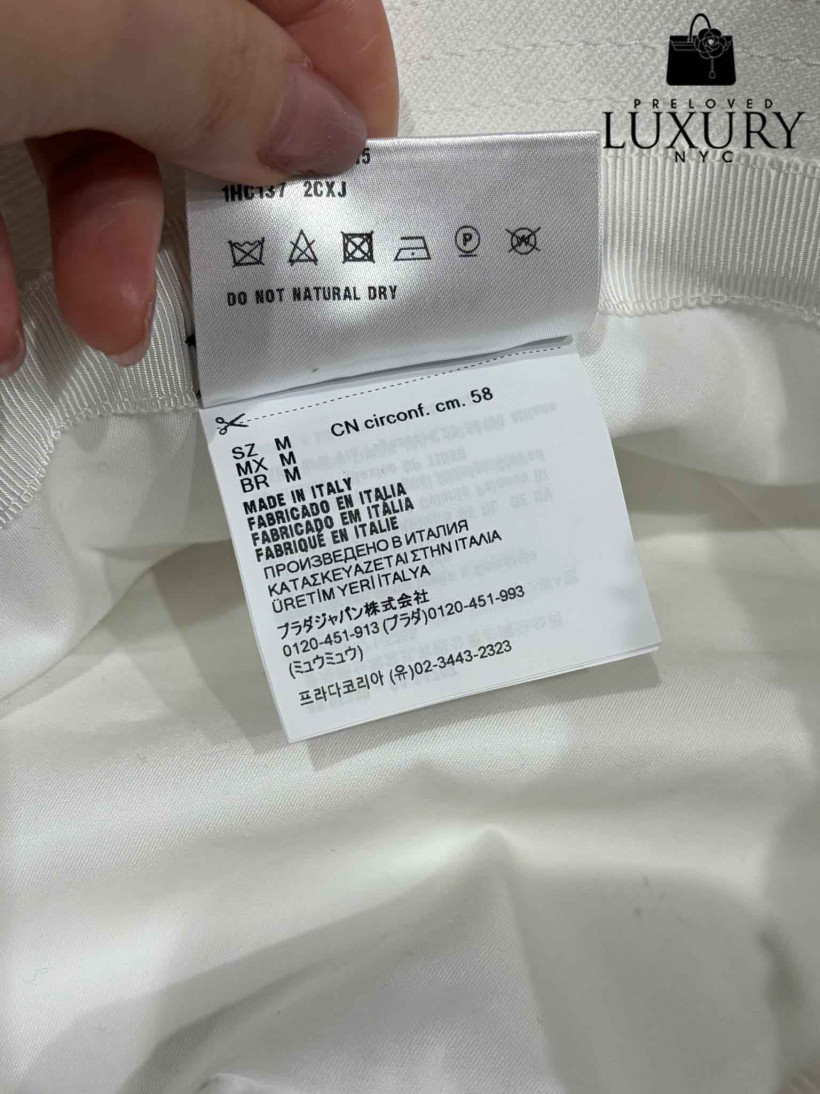 PRELOVED
LUXURY
NYC
1HC137 2CXJ
P
W
DO NOT NATURAL DRY
CN circonf. cm. 58
SZ M
MX M
BR M
MADE IN ITALY
FABRICADO EN ITALIA
FABRICADO EM ITÁLIA
FABRIQUÉ EN ITALIE
ПРОИЗВЕДЕНО В ИТАЛИЯ
ΚΑΤΑΣΚΕΥΑΖΕΤΑΙ ΣΤΗΝ ΙΤΑΛΙΑ
ÜRETİM YERİ İTALYA
プラダジャパン株式会社
0120-451-913 (プラダ)0120-451-993
(ミュウミュウ)
프라다코리아 (유)02-3443-2323